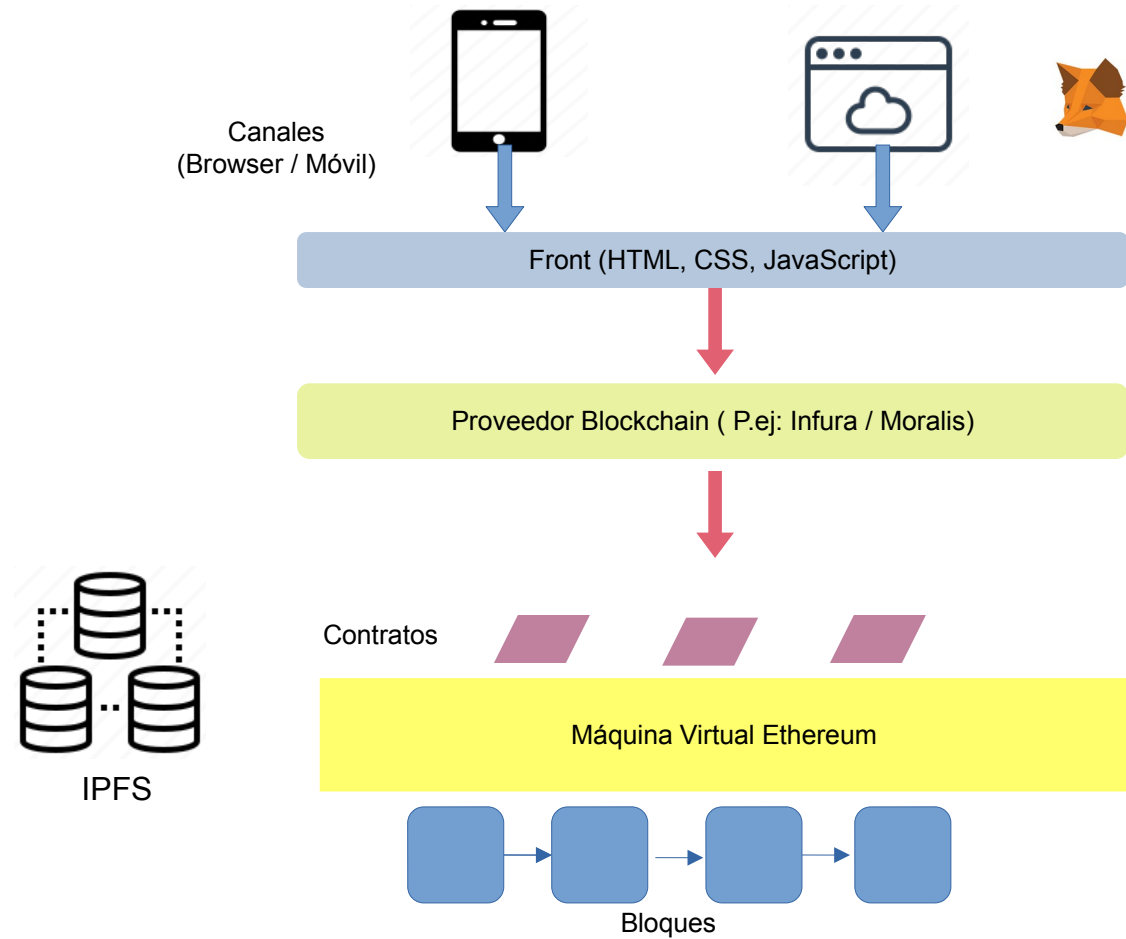 Canales
(Browser / Móvil)
Front (HTML, CSS, JavaScript)
Proveedor Blockchain ( P.ej: Infura / Moralis)
Contratos
Máquina Virtual Ethereum
IPFS
Bloques